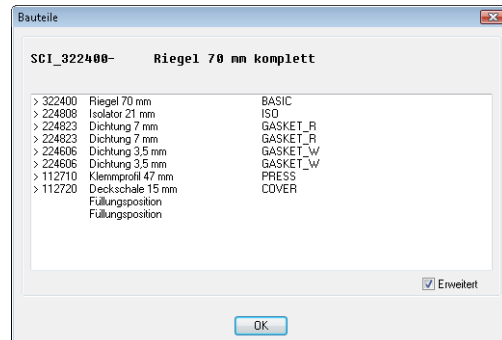 Bauteile
SCI_322400- Riegel 70 mm komplett
> 322400 Riegel 70 mm BASIC
> 224808 Isolator 21 mm ISO
> 224823 Dichtung 7 mm GASKET_R
> 224823 Dichtung 7 mm GASKET_R
> 224606 Dichtung 3,5 mm GASKET_W
> 224606 Dichtung 3,5 mm GASKET_W
> 112710 Klemmprofil 47 mm PRESS
> 112720 Deckschale 15 mm COVER
Füllungsposition
Füllungsposition
Erweitert
OK